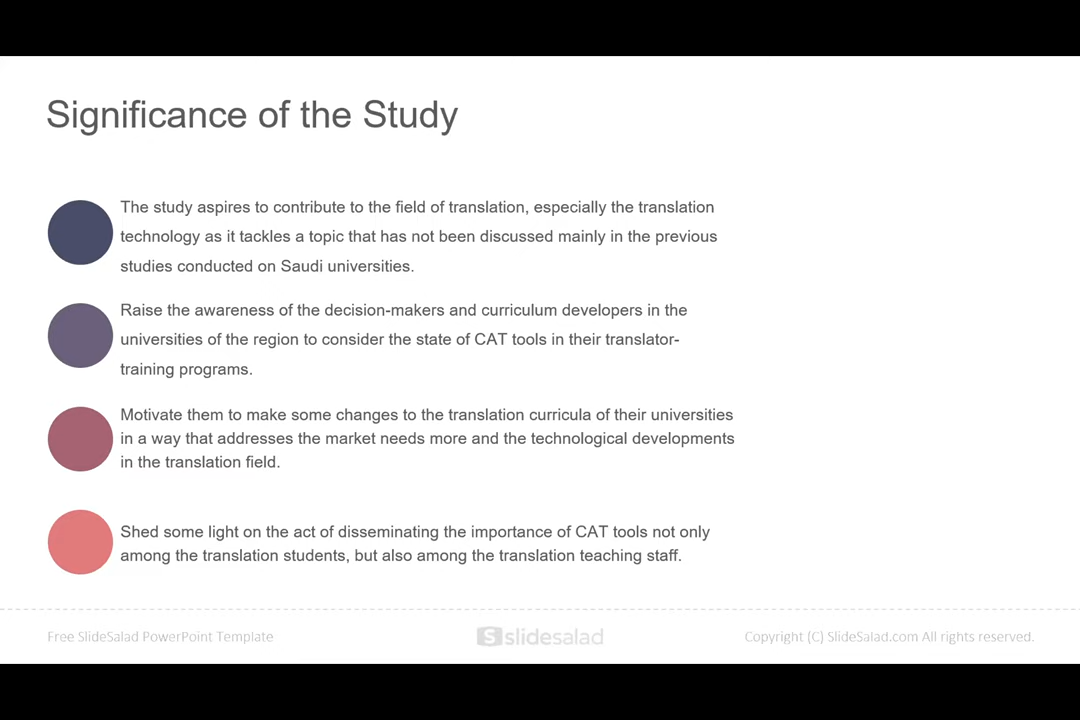 Significance of the Study
The study aspires to contribute to the field of translation, especially the translation
technology as it tackles a topic that has not been discussed mainly in the previous
studies conducted on Saudi universities.
Raise the awareness of the decision-makers and curriculum developers in the
universities of the region to consider the state of CAT tools in their translator-
training programs.
Motivate them to make some changes to the translation curricula of their universities
in a way that addresses the market needs more and the technological developments
in the translation field.
Shed some light on the act of disseminating the importance of CAT tools not only
among the translation students, but also among the translation teaching staff.
Free SlideSalad PowerPoint Template
slidesalad
Copyright (C) SlideSalad.com All rights reserved.